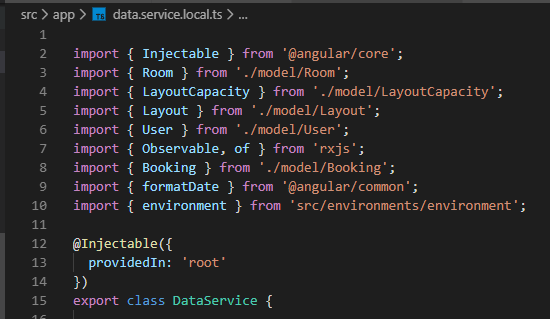 src > app > TS data.service.local.ts > ...
1
2 import { Injectable } from '@angular/core';
3 import { Room } from './model/Room';
4 import { LayoutCapacity } from './model/LayoutCapacity';
5 import { Layout } from './model/Layout';
6 import { User } from './model/User';
7 import { Observable, of } from 'rxjs';
8 import { Booking } from './model/Booking';
9 import { formatDate } from '@angular/common';
10 import { environment } from 'src/environments/environment';
11
12 @Injectable({
13   providedIn: 'root'
14 })
15 export class DataService {